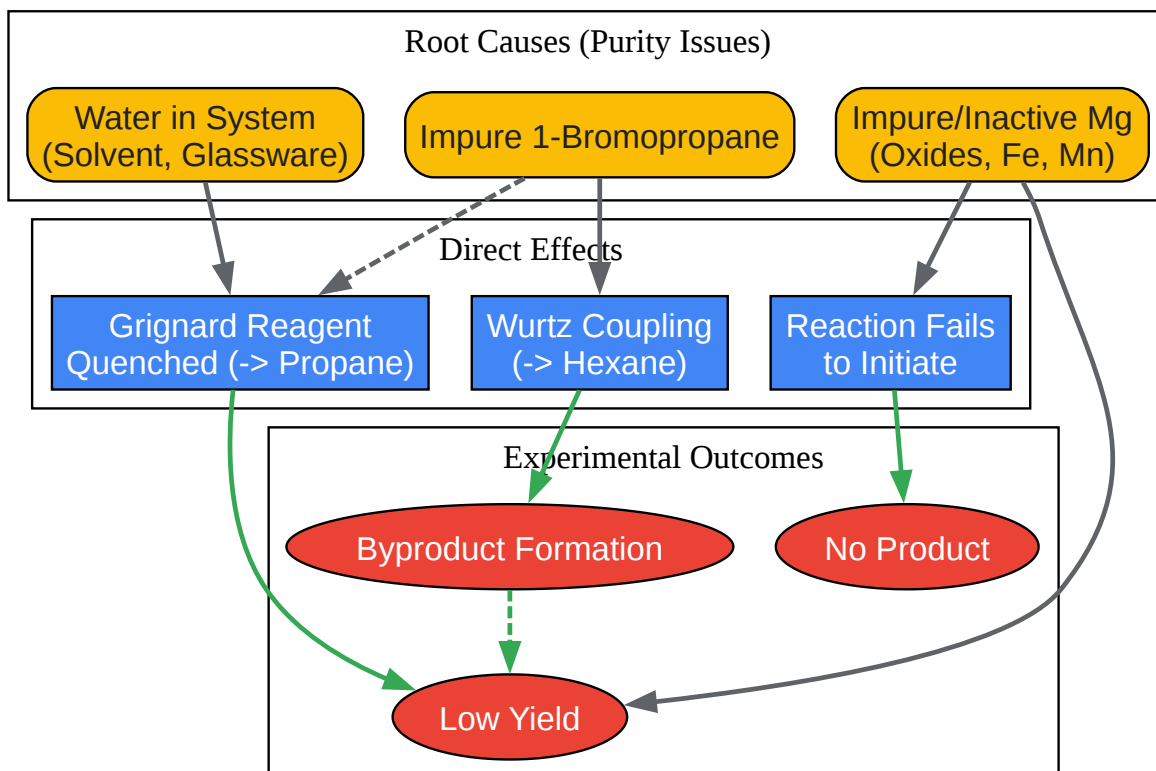 Root Causes (Purity Issues)
Water in System
(Solvent, Glassware)
Impure 1-Bromopropane
Impure/Inactive Mg
(Oxides, Fe, Mn)
Direct Effects
Grignard Reagent
Quenched (-> Propane)
Wurtz Coupling
(-> Hexane)
Reaction Fails
to Initiate
Experimental Outcomes
Byproduct Formation
No Product
Low Yield